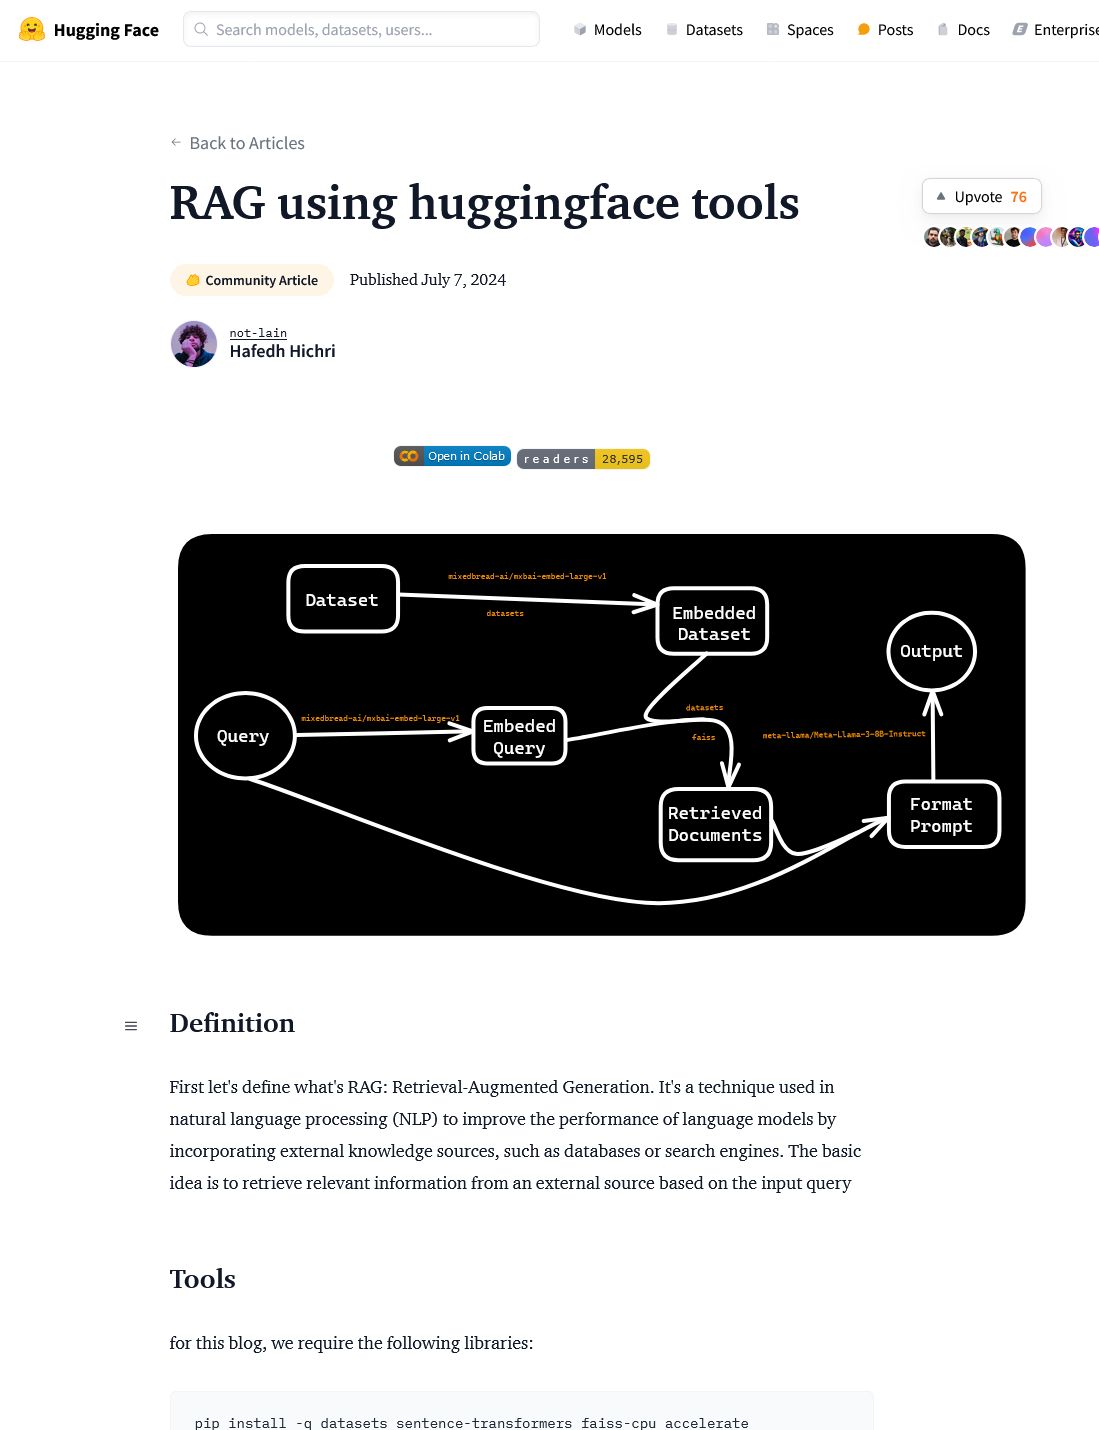 Hugging Face
Search models, datasets, users...
Models
Datasets
Spaces
Posts
Docs
Enterprise
Back to Articles
RAG using huggingface tools
Upvote 76
Community Article
Published July 7, 2024
not-lain
Hafedh Hichri
Open in Colab
readers 28,595
Dataset
mixedbread-ai/mxbai-embed-large-v1
datasets
Embedded
Dataset
Output
Query
mixedbread-ai/mxbai-embed-large-v1
Embeded
Query
datasets
faiss
meta-llama/Meta-Llama-3-8B-Instruct
Retrieved
Documents
Format
Prompt
Definition
First let's define what's RAG: Retrieval-Augmented Generation. It's a technique used in
natural language processing (NLP) to improve the performance of language models by
incorporating external knowledge sources, such as databases or search engines. The basic
idea is to retrieve relevant information from an external source based on the input query
Tools
for this blog, we require the following libraries:
pip install -q datasets sentence-transformers faiss-cpu accelerate